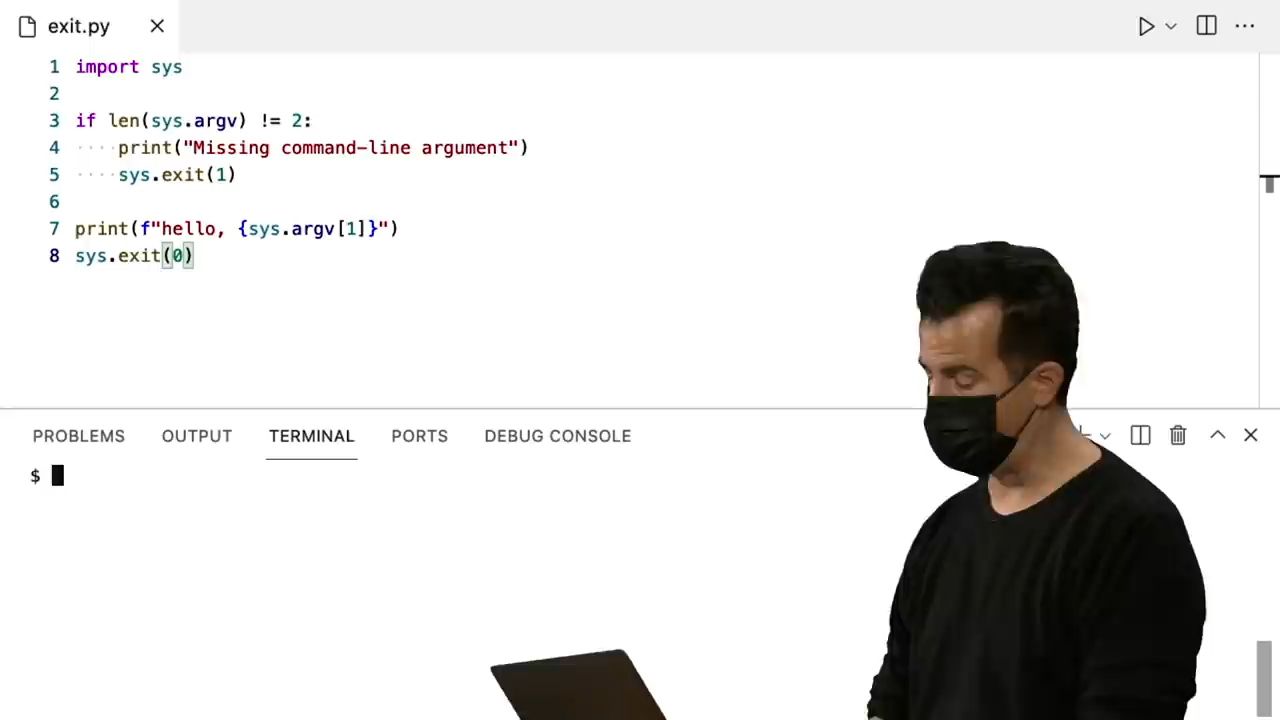 exit.py
1 import sys
2
3 if len(sys.argv) != 2:
4 ····print("Missing command-line argument")
5 ····sys.exit(1)
6
7 print(f"hello, {sys.argv[1]}")
8 sys.exit(0)
PROBLEMS OUTPUT TERMINAL PORTS DEBUG CONSOLE
$